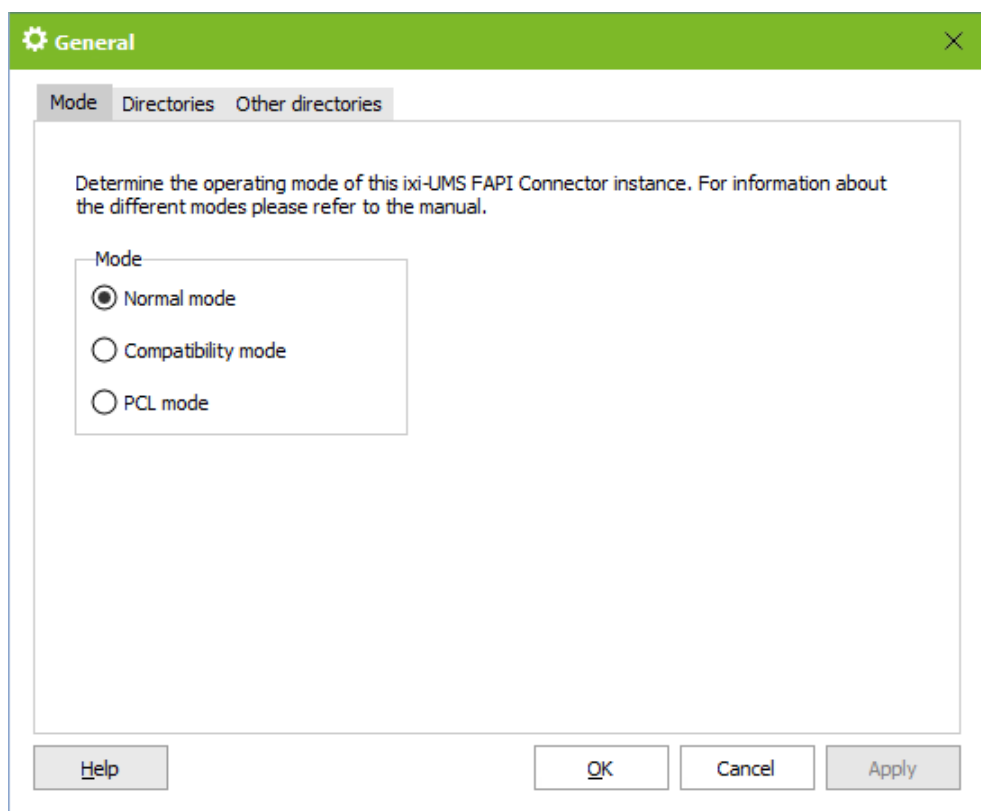 General
Mode Directories Other directories
Determine the operating mode of this ixi-UMS FAPI Connector instance. For information about
the different modes please refer to the manual.
Mode
Normal mode
Compatibility mode
PCL mode
Help OK Cancel Apply